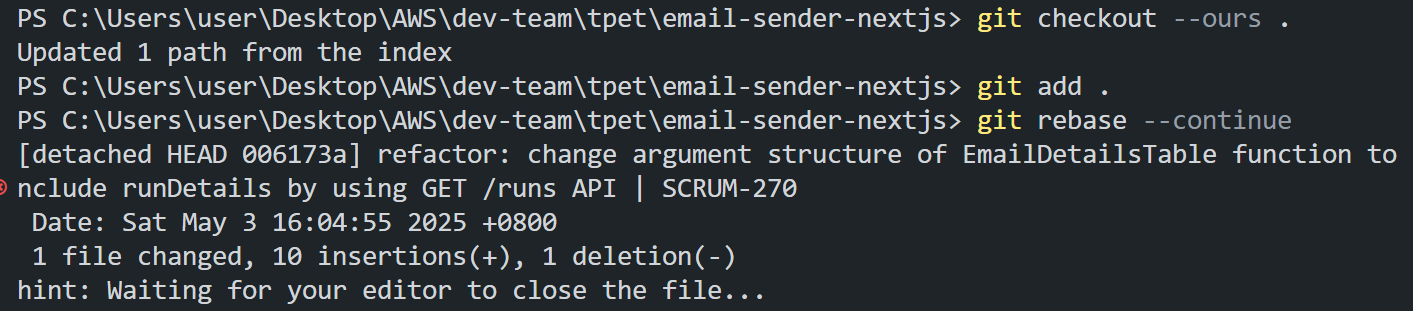 PS C:\Users\user\Desktop\AWS\dev-team\tpet\email-sender-nextjs> git checkout --ours .
Updated 1 path from the index
PS C:\Users\user\Desktop\AWS\dev-team\tpet\email-sender-nextjs> git add .
PS C:\Users\user\Desktop\AWS\dev-team\tpet\email-sender-nextjs> git rebase --continue
[detached HEAD 006173a] refactor: change argument structure of EmailDetailsTable function to
nclude runDetails by using GET /runs API | SCRUM-270
 Date: Sat May 3 16:04:55 2025 +0800
 1 file changed, 10 insertions(+), 1 deletion(-)
hint: Waiting for your editor to close the file...